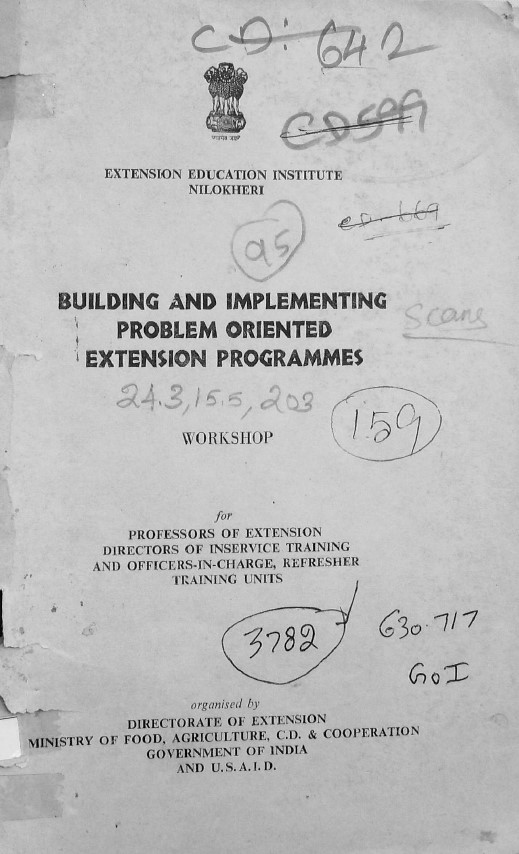 CD: 642
CD599
EXTENSION EDUCATION INSTITUTE
NILOKHERI
CD. 669
95
BUILDING AND IMPLEMENTING
PROBLEM ORIENTED
EXTENSION PROGRAMMES
Scans
24.3,15.5,203
159
WORKSHOP
for
PROFESSORS OF EXTENSION
DIRECTORS OF INSERVICE TRAINING
AND OFFICERS-IN-CHARGE, REFRESHER
TRAINING UNITS
3782
630.717
GOI
organised by
DIRECTORATE OF EXTENSION
MINISTRY OF FOOD, AGRICULTURE, C.D. & COOPERATION
GOVERNMENT OF INDIA
AND U.S.A.I.D.